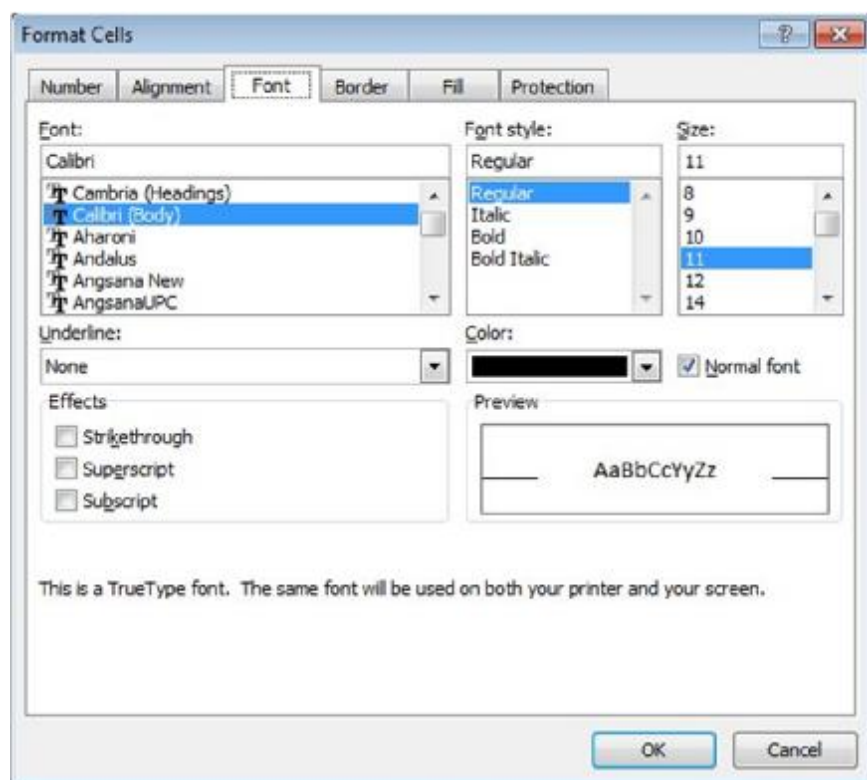 Format Cells
Number Alignment Font Border Fill Protection
Font: Font style: Size:
Calibri Regular 11
Cambria (Headings) Regular 8
Calibri (Body) Italic 9
Aharoni Bold 10
Andalus Bold Italic 11
Angsana New 12
AngsanaUPC 14
Underline: Color:
None Normal font
Effects Preview
Strikethrough
Superscript AaBbCcYyZz
Subscript
This is a TrueType font. The same font will be used on both your printer and your screen.
OK Cancel